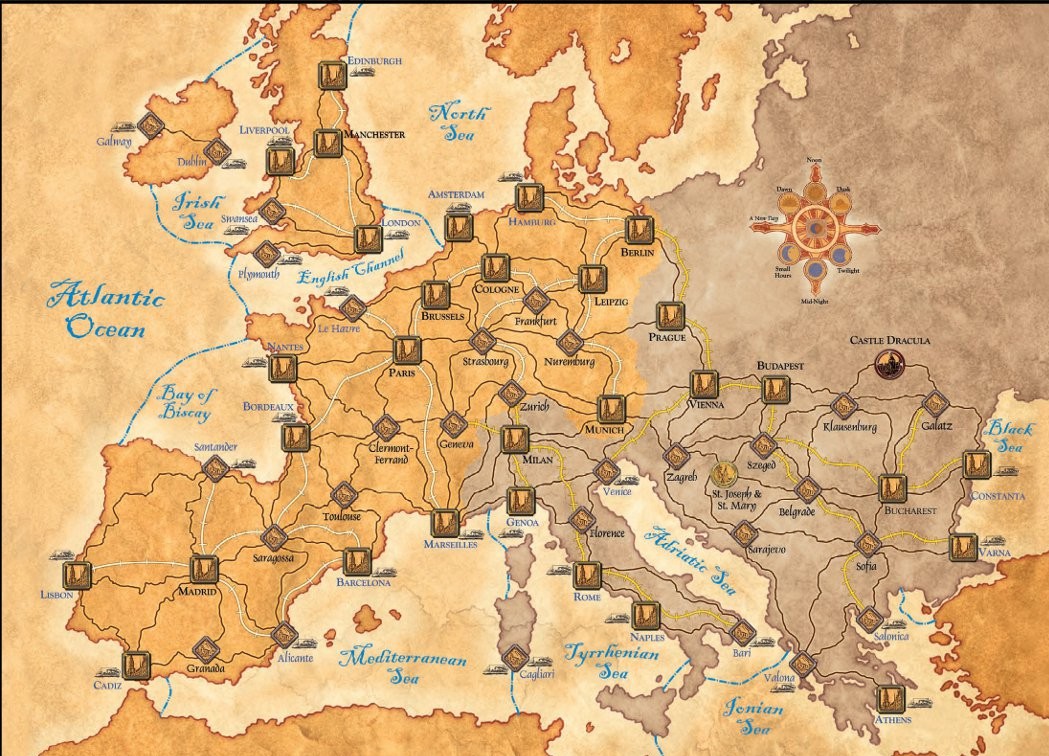 EDINBURGH
Galway
LIVERPOOL
MANCHESTER
Dublin
North
Sea
Noon
Dawn
Dusk
A New Day
Small
Hours
Twilight
Mid-Night
Irish
Sea
Swansea
LONDON
Plymouth
English Channel
AMSTERDAM
HAMBURG
BERLIN
COLOGNE
LEIPZIG
BRUSSELS
Frankfurt
Atlantic
Ocean
Le Havre
Strasbourg
Nuremburg
PRAGUE
NANTES
PARIS
CASTLE DRACULA
BUDAPEST
VIENNA
Bay of
Biscay
BORDEAUX
Zurich
MUNICH
Klausenburg
Galatz
Black
Sea
Santander
Clermont-
Ferrand
Geneva
MILAN
Zagreb
Szeged
Venice
St. Joseph &
St. Mary
CONSTANTA
Toulouse
GENOA
Belgrade
BUCHAREST
MARSEILLES
Florence
Saragossa
Adriatic Sea
Sarajevo
Sofia
VARNA
LISBON
MADRID
BARCELONA
ROME
NAPLES
Salonica
Bari
Alicante
Granada
CADIZ
Mediterranean
Sea
Cagliari
Tyrrhenian
Sea
Valona
Ionian
Sea
ATHENS